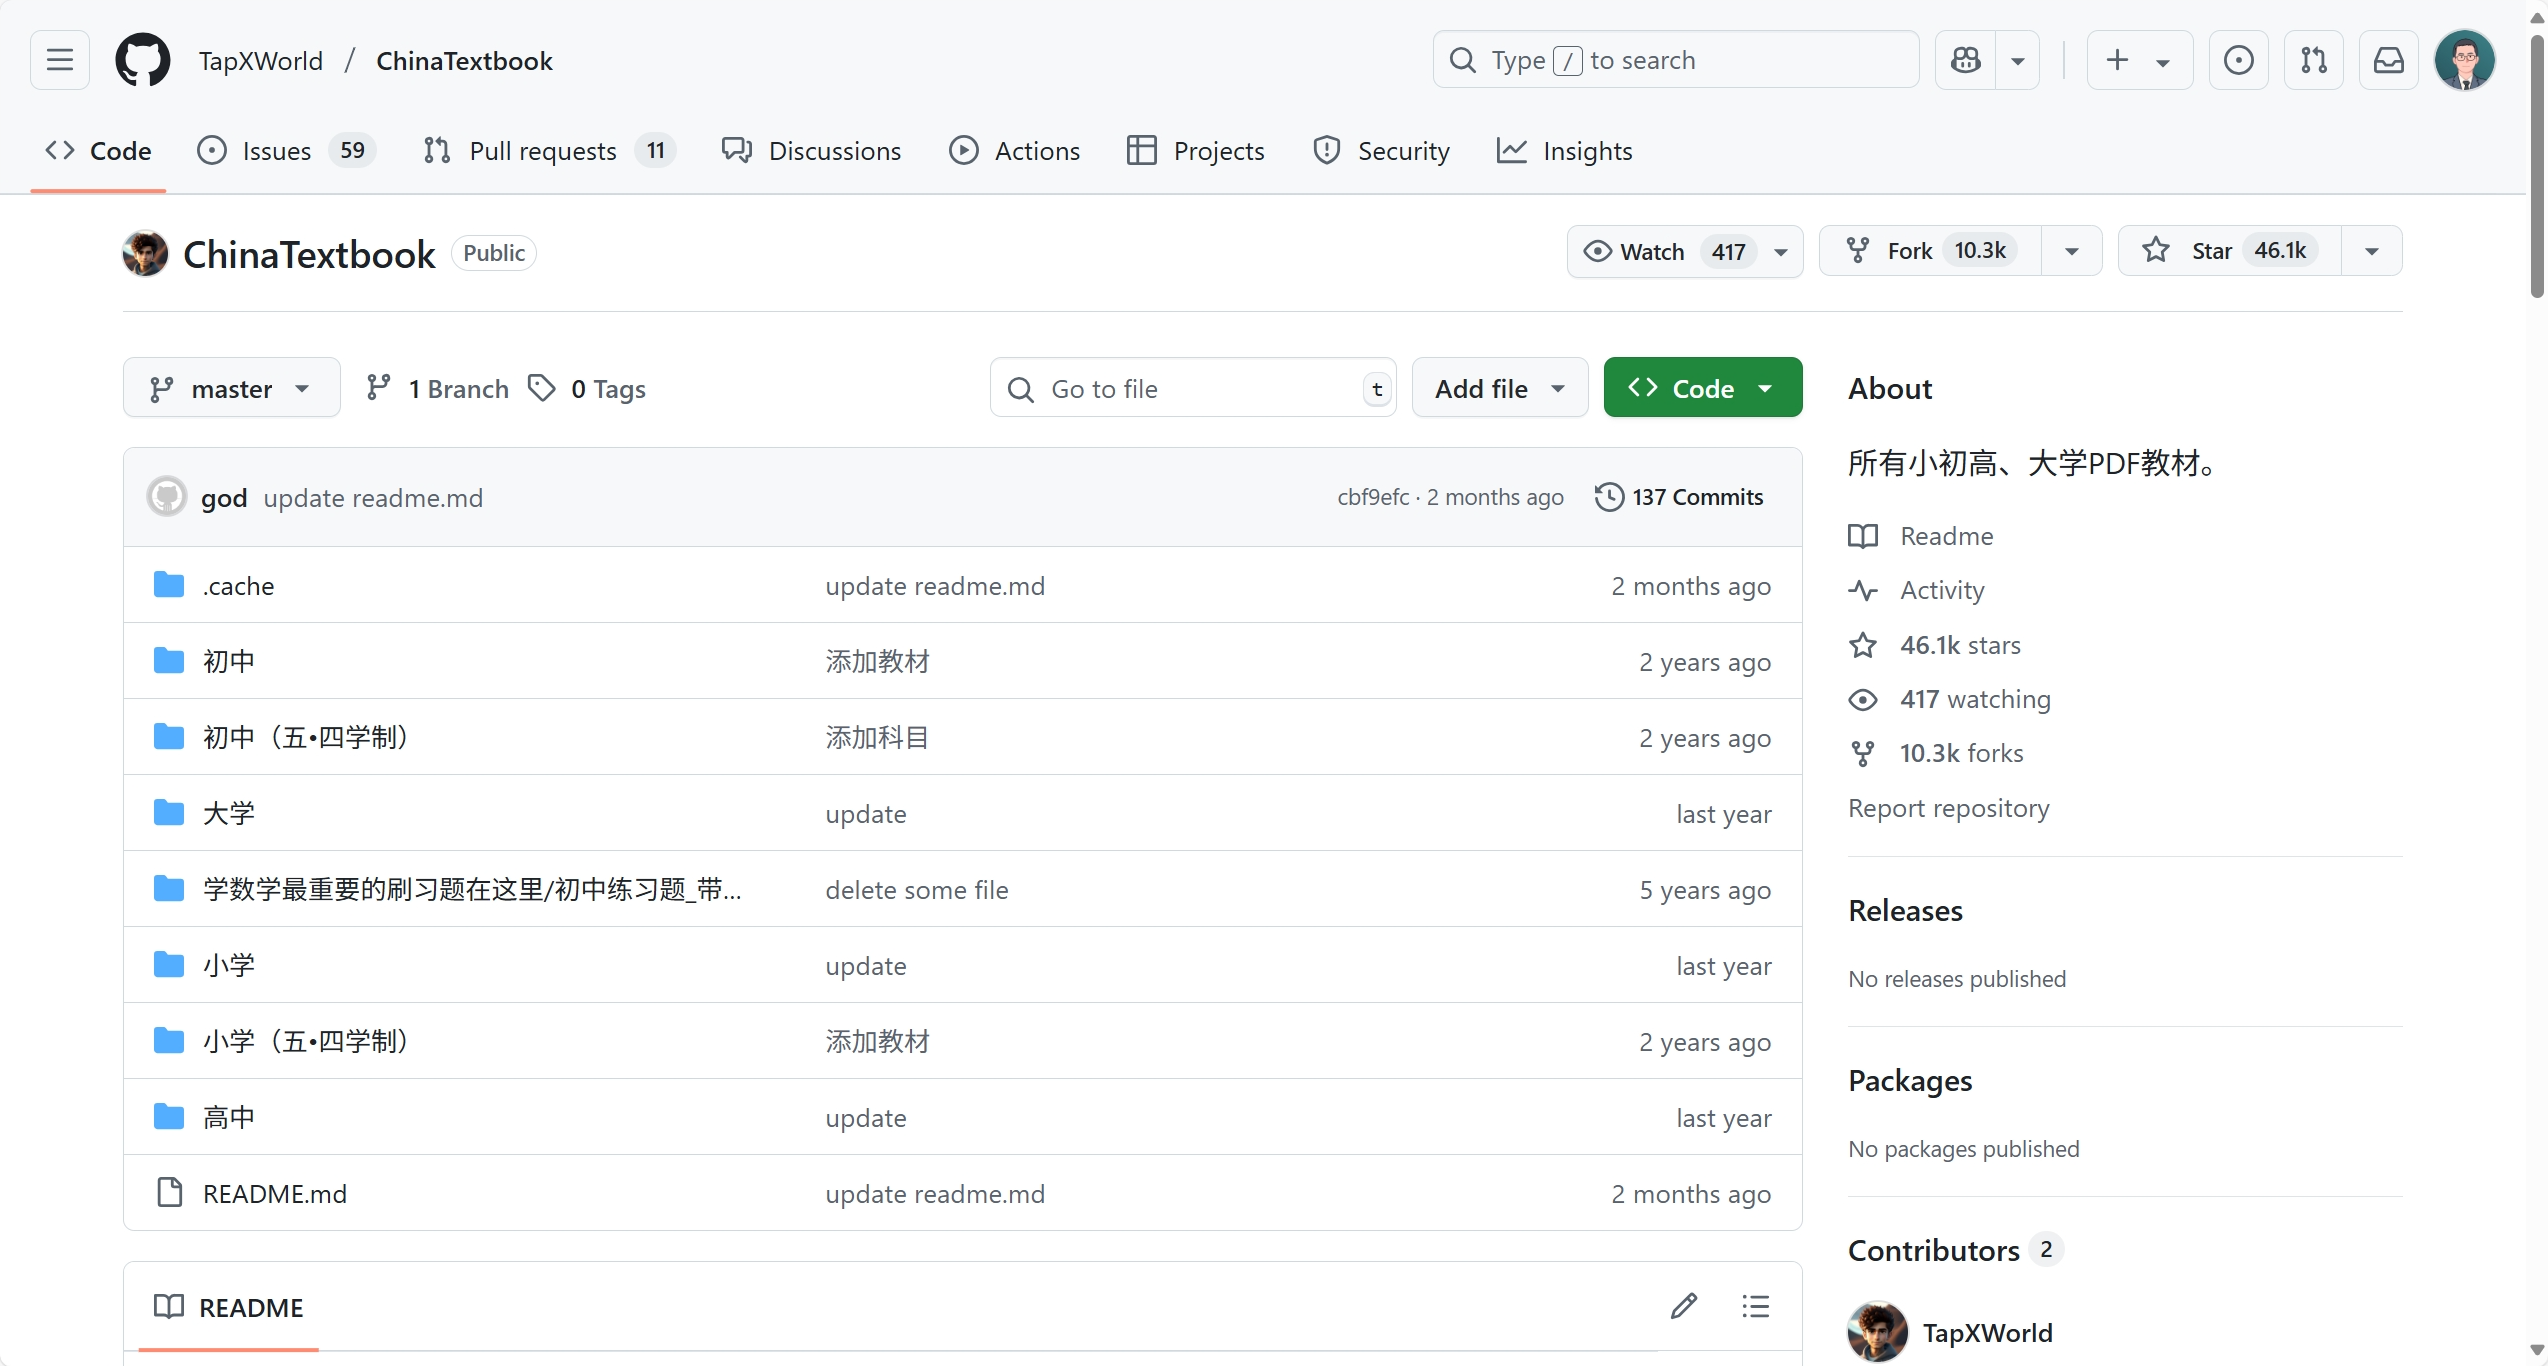 TapXWorld / ChinaTextbook
Type / to search
Code
Issues 59
Pull requests 11
Discussions
Actions
Projects
Security
Insights
ChinaTextbook Public
Watch 417
Fork 10.3k
Star 46.1k
master
1 Branch
0 Tags
Go to file t
Add file
Code
god update readme.md cbf9efc · 2 months ago 137 Commits
.cache update readme.md 2 months ago
初中 添加教材 2 years ago
初中（五•四学制） 添加科目 2 years ago
大学 update last year
学数学最重要的刷习题在这里/初中练习题_带... delete some file 5 years ago
小学 update last year
小学（五•四学制） 添加教材 2 years ago
高中 update last year
README.md update readme.md 2 months ago
README
About
所有小初高、大学PDF教材。
Readme
Activity
46.1k stars
417 watching
10.3k forks
Report repository
Releases
No releases published
Packages
No packages published
Contributors 2
TapXWorld